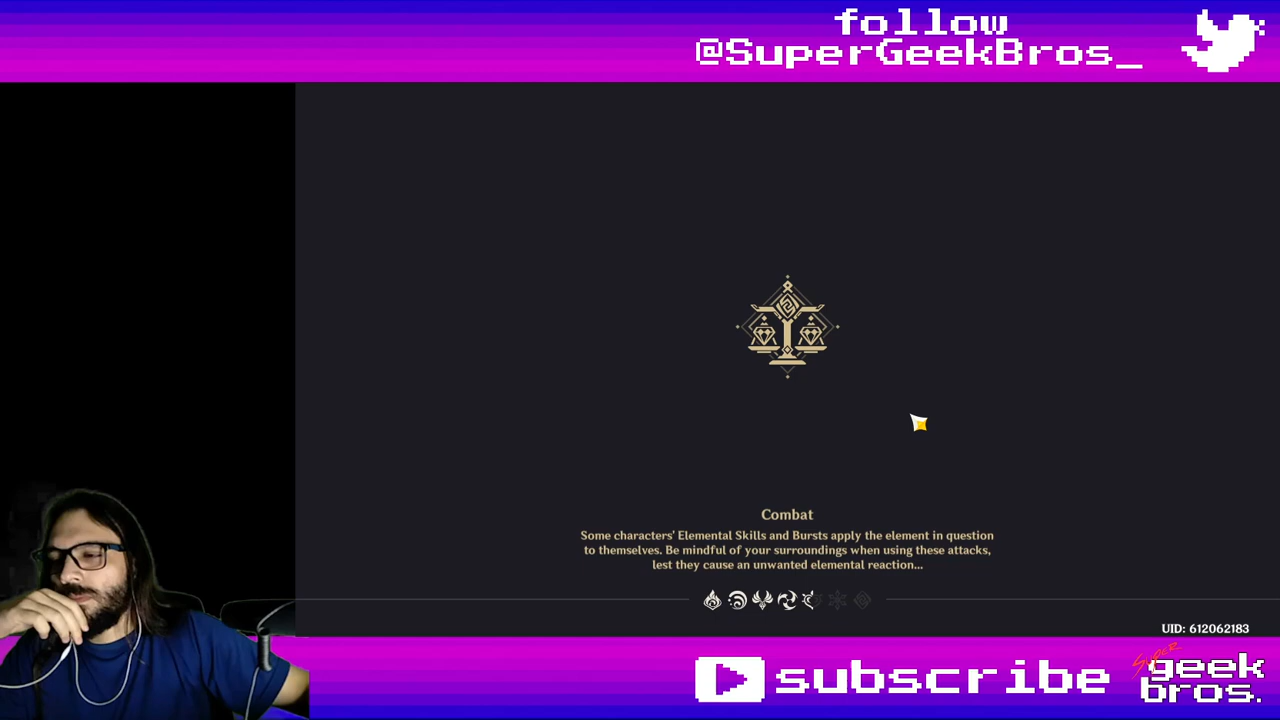 follow
@SuperGeekBros_
Combat
Some characters' Elemental Skills and Bursts apply the element in question
to themselves. Be mindful of your surroundings when using these attacks,
lest they cause an unwanted elemental reaction...
UID: 612062183
subscribe
SUPER
geek
bros.